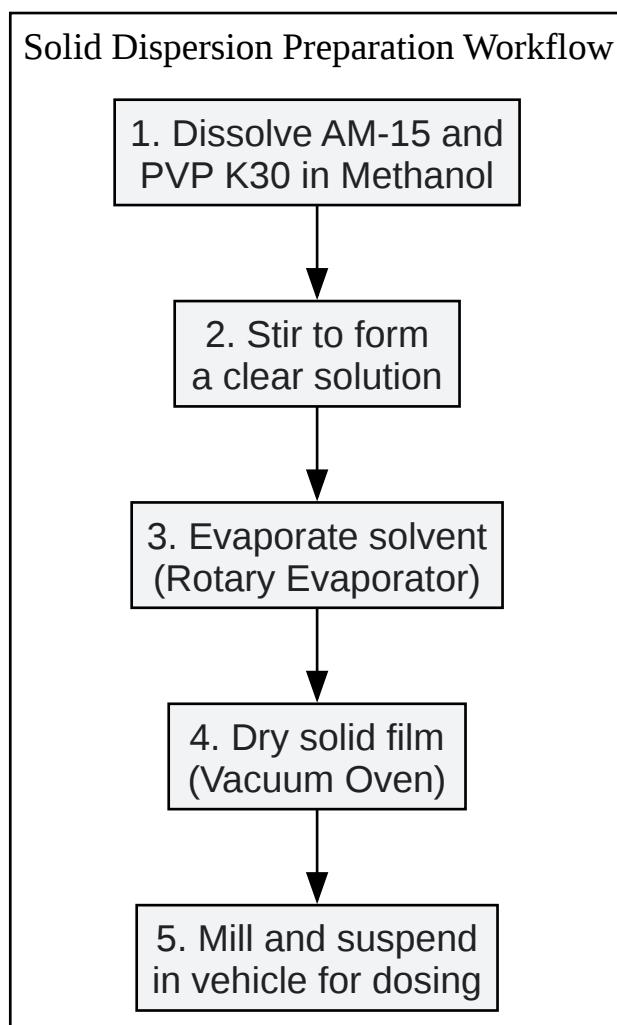 Solid Dispersion Preparation Workflow
1. Dissolve AM-15 and
PVP K30 in Methanol
2. Stir to form
a clear solution
3. Evaporate solvent
(Rotary Evaporator)
4. Dry solid film
(Vacuum Oven)
5. Mill and suspend
in vehicle for dosing